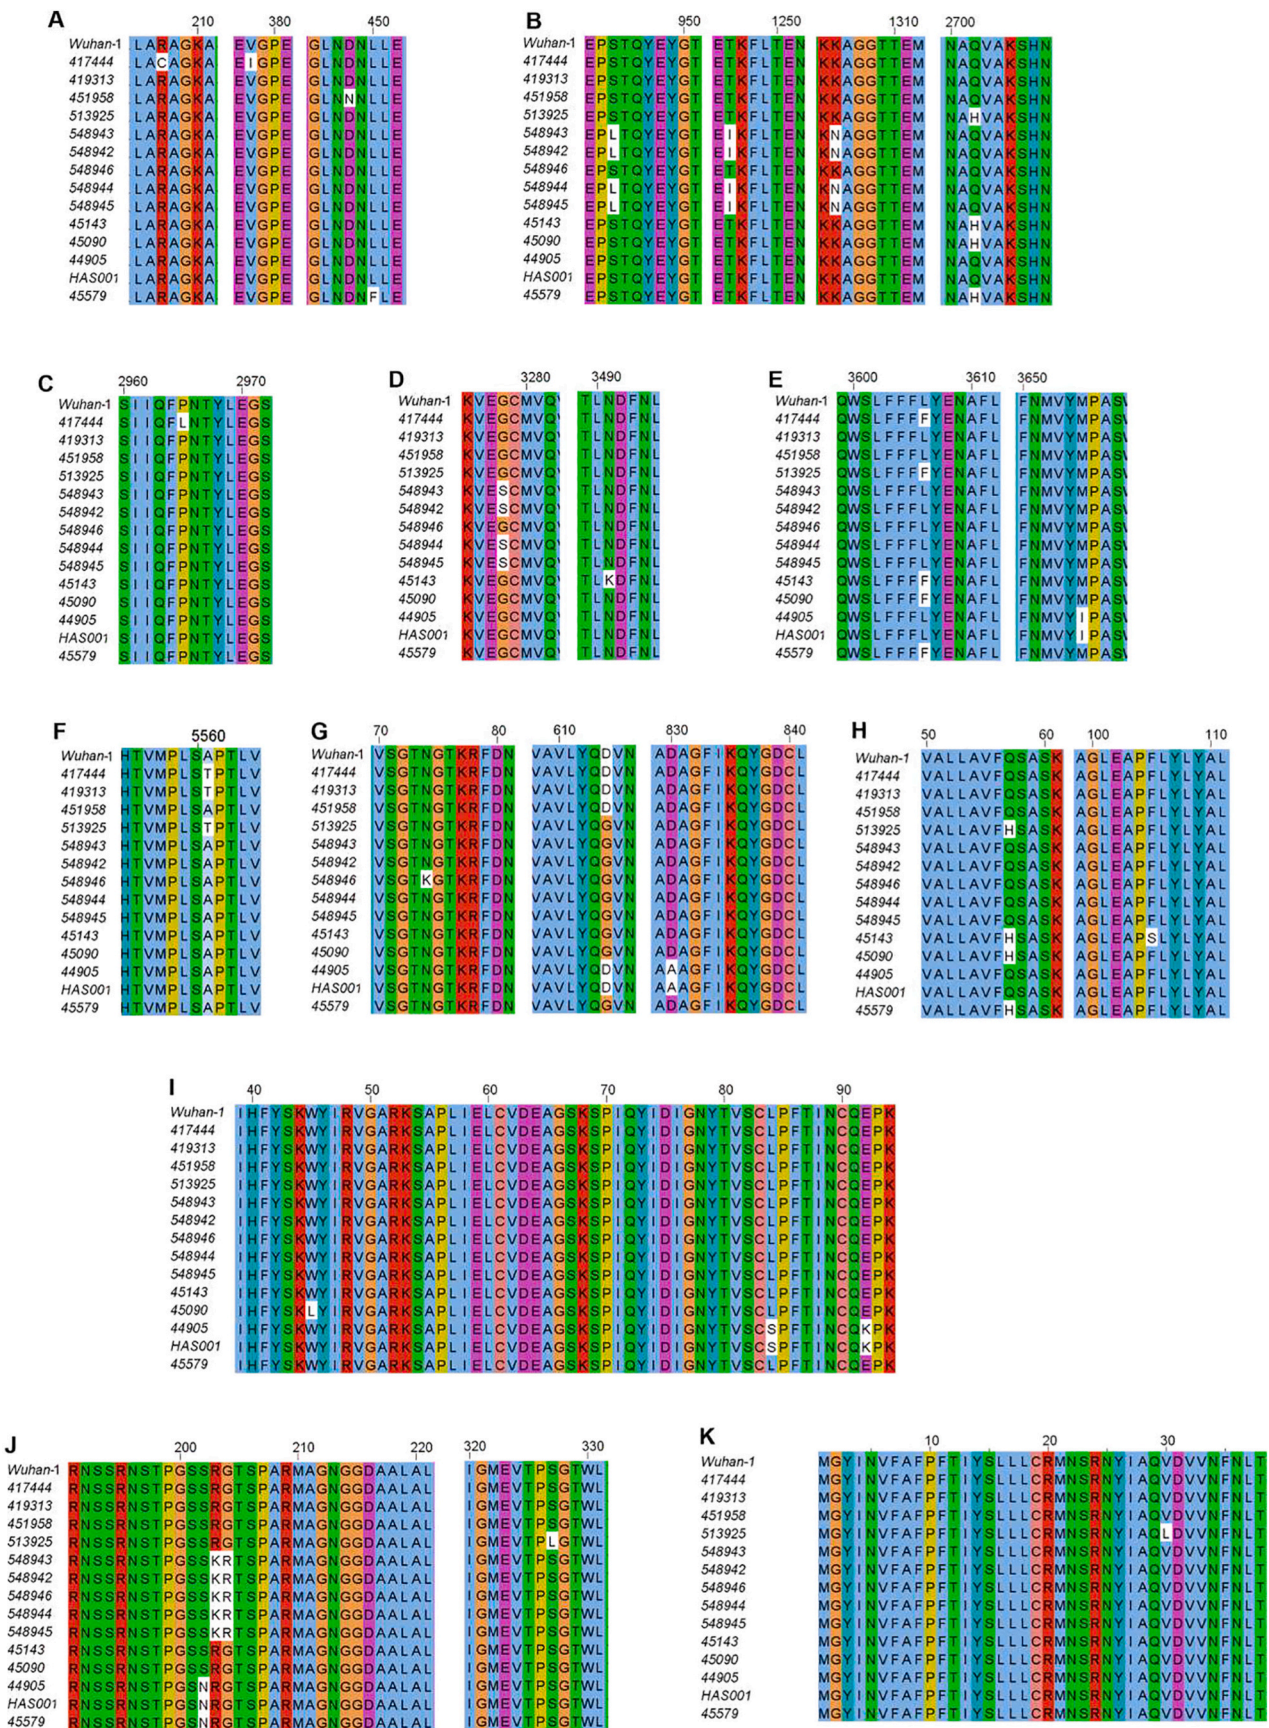 A
210 380 450
Wuhan-1 LARAGKA EVGPE GLNDNLLE
417444 LACAGKA EIGPE GLNDNLLE
419313 LARAGKA EVGPE GLNDNLLE
451958 LARAGKA EVGPE GLNNNLLE
513925 LARAGKA EVGPE GLNDNLLE
548943 LARAGKA EVGPE GLNDNLLE
548942 LARAGKA EVGPE GLNDNLLE
548946 LARAGKA EVGPE GLNDNLLE
548944 LARAGKA EVGPE GLNDNLLE
548945 LARAGKA EVGPE GLNDNLLE
45143 LARAGKA EVGPE GLNDNLLE
45090 LARAGKA EVGPE GLNDNLLE
44905 LARAGKA EVGPE GLNDNLLE
HAS001 LARAGKA EVGPE GLNDNLLE
45579 LARAGKA EVGPE GLNDNFLE
B
950 1250 1310 2700
Wuhan-1 EPSTQYEYGT ETKFLTEN KKAGGTTEM NAQVAKSHN
417444 EPSTQYEYGT ETKFLTEN KKAGGTTEM NAQVAKSHN
419313 EPSTQYEYGT ETKFLTEN KKAGGTTEM NAQVAKSHN
451958 EPSTQYEYGT ETKFLTEN KKAGGTTEM NAQVAKSHN
513925 EPSTQYEYGT ETKFLTEN KKAGGTTEM NAHVAKSHN
548943 EPLTQYEYGT EIKFLTEN KNAGGTTEM NAQVAKSHN
548942 EPLTQYEYGT EIKFLTEN KNAGGTTEM NAQVAKSHN
548946 EPSTQYEYGT ETKFLTEN KKAGGTTEM NAQVAKSHN
548944 EPLTQYEYGT EIKFLTEN KNAGGTTEM NAQVAKSHN
548945 EPLTQYEYGT EIKFLTEN KNAGGTTEM NAQVAKSHN
45143 EPSTQYEYGT ETKFLTEN KKAGGTTEM NAHVAKSHN
45090 EPSTQYEYGT ETKFLTEN KKAGGTTEM NAHVAKSHN
44905 EPSTQYEYGT ETKFLTEN KKAGGTTEM NAQVAKSHN
HAS001 EPSTQYEYGT ETKFLTEN KKAGGTTEM NAQVAKSHN
45579 EPSTQYEYGT ETKFLTEN KKAGGTTEM NAHVAKSHN
C
2960 2970
Wuhan-1 SIIQFPNTYLEGS
417444 SIIQFLNTYLEGS
419313 SIIQFPNTYLEGS
451958 SIIQFPNTYLEGS
513925 SIIQFPNTYLEGS
548943 SIIQFPNTYLEGS
548942 SIIQFPNTYLEGS
548946 SIIQFPNTYLEGS
548944 SIIQFPNTYLEGS
548945 SIIQFPNTYLEGS
45143 SIIQFPNTYLEGS
45090 SIIQFPNTYLEGS
44905 SIIQFPNTYLEGS
HAS001 SIIQFPNTYLEGS
45579 SIIQFPNTYLEGS
D
3280 3490
Wuhan-1 KVEGCMVQ TLNDFNL
417444 KVEGCMVQ TLNDFNL
419313 KVEGCMVQ TLNDFNL
451958 KVEGCMVQ TLNDFNL
513925 KVEGCMVQ TLNDFNL
548943 KVESCMVQ TLNDFNL
548942 KVESCMVQ TLNDFNL
548946 KVEGCMVQ TLNDFNL
548944 KVESCMVQ TLNDFNL
548945 KVESCMVQ TLNDFNL
45143 KVEGCMVQ TLKDFNL
45090 KVEGCMVQ TLNDFNL
44905 KVEGCMVQ TLNDFNL
HAS001 KVEGCMVQ TLNDFNL
45579 KVEGCMVQ TLNDFNL
E
3600 3610 3650
Wuhan-1 QWSLFFFLYENAFL FNMVYMPAS
417444 QWSLFFFFYENAFL FNMVYMPAS
419313 QWSLFFFLYENAFL FNMVYMPAS
451958 QWSLFFFLYENAFL FNMVYMPAS
513925 QWSLFFFFYENAFL FNMVYMPAS
548943 QWSLFFFLYENAFL FNMVYMPAS
548942 QWSLFFFLYENAFL FNMVYMPAS
548946 QWSLFFFLYENAFL FNMVYMPAS
548944 QWSLFFFLYENAFL FNMVYMPAS
548945 QWSLFFFLYENAFL FNMVYMPAS
45143 QWSLFFFFYENAFL FNMVYMPAS
45090 QWSLFFFFYENAFL FNMVYMPAS
44905 QWSLFFFLYENAFL FNMVYIPAS
HAS001 QWSLFFFLYENAFL FNMVYIPAS
45579 QWSLFFFFYENAFL FNMVYMPAS
F
5560
Wuhan-1 HTVMPLSAPTLV
417444 HTVMPLSTPTLV
419313 HTVMPLSTPTLV
451958 HTVMPLSAPTLV
513925 HTVMPLSTPTLV
548943 HTVMPLSAPTLV
548942 HTVMPLSAPTLV
548946 HTVMPLSAPTLV
548944 HTVMPLSAPTLV
548945 HTVMPLSAPTLV
45143 HTVMPLSAPTLV
45090 HTVMPLSAPTLV
44905 HTVMPLSAPTLV
HAS001 HTVMPLSAPTLV
45579 HTVMPLSAPTLV
G
70 80 610 830 840
Wuhan-1 VSGTNGTKRFDN VAVLYQDVN ADAGFIKQYGDCL
417444 VSGTNGTKRFDN VAVLYQDVN ADAGFIKQYGDCL
419313 VSGTNGTKRFDN VAVLYQDVN ADAGFIKQYGDCL
451958 VSGTNGTKRFDN VAVLYQDVN ADAGFIKQYGDCL
513925 VSGTNGTKRFDN VAVLYQGVN ADAGFIKQYGDCL
548943 VSGTNGTKRFDN VAVLYQGVN ADAGFIKQYGDCL
548942 VSGTNGTKRFDN VAVLYQGVN ADAGFIKQYGDCL
548946 VSGTKGTKRFDN VAVLYQGVN ADAGFIKQYGDCL
548944 VSGTNGTKRFDN VAVLYQGVN ADAGFIKQYGDCL
548945 VSGTNGTKRFDN VAVLYQGVN ADAGFIKQYGDCL
45143 VSGTNGTKRFDN VAVLYQGVN ADAGFIKQYGDCL
45090 VSGTNGTKRFDN VAVLYQGVN ADAGFIKQYGDCL
44905 VSGTNGTKRFDN VAVLYQDVN AAAGFIKQYGDCL
HAS001 VSGTNGTKRFDN VAVLYQDVN AAAGFIKQYGDCL
45579 VSGTNGTKRFDN VAVLYQGVN ADAGFIKQYGDCL
H
50 60 100 110
Wuhan-1 VALLAVFQSASK AGLEAPFLYLYAL
417444 VALLAVFQSASK AGLEAPFLYLYAL
419313 VALLAVFQSASK AGLEAPFLYLYAL
451958 VALLAVFQSASK AGLEAPFLYLYAL
513925 VALLAVFHSASK AGLEAPFLYLYAL
548943 VALLAVFQSASK AGLEAPFLYLYAL
548942 VALLAVFQSASK AGLEAPFLYLYAL
548946 VALLAVFQSASK AGLEAPFLYLYAL
548944 VALLAVFQSASK AGLEAPFLYLYAL
548945 VALLAVFQSASK AGLEAPFLYLYAL
45143 VALLAVFHSASK AGLEAPSLYLYAL
45090 VALLAVFHSASK AGLEAPFLYLYAL
44905 VALLAVFQSASK AGLEAPFLYLYAL
HAS001 VALLAVFQSASK AGLEAPFLYLYAL
45579 VALLAVFHSASK AGLEAPFLYLYAL
I
40 50 60 70 80 90
Wuhan-1 IHFYSKWYIRVGARKSAPLIELCVDEAGSKSPIQYIDIGNYTVSCLPFTINCQEPK
417444 IHFYSKWYIRVGARKSAPLIELCVDEAGSKSPIQYIDIGNYTVSCLPFTINCQEPK
419313 IHFYSKWYIRVGARKSAPLIELCVDEAGSKSPIQYIDIGNYTVSCLPFTINCQEPK
451958 IHFYSKWYIRVGARKSAPLIELCVDEAGSKSPIQYIDIGNYTVSCLPFTINCQEPK
513925 IHFYSKWYIRVGARKSAPLIELCVDEAGSKSPIQYIDIGNYTVSCLPFTINCQEPK
548943 IHFYSKWYIRVGARKSAPLIELCVDEAGSKSPIQYIDIGNYTVSCLPFTINCQEPK
548942 IHFYSKWYIRVGARKSAPLIELCVDEAGSKSPIQYIDIGNYTVSCLPFTINCQEPK
548946 IHFYSKWYIRVGARKSAPLIELCVDEAGSKSPIQYIDIGNYTVSCLPFTINCQEPK
548944 IHFYSKWYIRVGARKSAPLIELCVDEAGSKSPIQYIDIGNYTVSCLPFTINCQEPK
548945 IHFYSKWYIRVGARKSAPLIELCVDEAGSKSPIQYIDIGNYTVSCLPFTINCQEPK
45143 IHFYSKWYIRVGARKSAPLIELCVDEAGSKSPIQYIDIGNYTVSCLPFTINCQEPK
45090 IHFYSKLYIRVGARKSAPLIELCVDEAGSKSPIQYIDIGNYTVSCLPFTINCQEPK
44905 IHFYSKWYIRVGARKSAPLIELCVDEAGSKSPIQYIDIGNYTVSCSPFTINCQKPK
HAS001 IHFYSKWYIRVGARKSAPLIELCVDEAGSKSPIQYIDIGNYTVSCSPFTINCQKPK
45579 IHFYSKWYIRVGARKSAPLIELCVDEAGSKSPIQYIDIGNYTVSCLPFTINCQEPK
J
200 210 220 320 330
Wuhan-1 RNSSRNSTPGSSRGTSPARMAGNGGDAALAL IGMEVTPSGTWL
417444 RNSSRNSTPGSSRGTSPARMAGNGGDAALAL IGMEVTPSGTWL
419313 RNSSRNSTPGSSRGTSPARMAGNGGDAALAL IGMEVTPSGTWL
451958 RNSSRNSTPGSSRGTSPARMAGNGGDAALAL IGMEVTPSGTWL
513925 RNSSRNSTPGSSRGTSPARMAGNGGDAALAL IGMEVTPLGTWL
548943 RNSSRNSTPGSSKRTSPARMAGNGGDAALAL IGMEVTPSGTWL
548942 RNSSRNSTPGSSKRTSPARMAGNGGDAALAL IGMEVTPSGTWL
548946 RNSSRNSTPGSSKRTSPARMAGNGGDAALAL IGMEVTPSGTWL
548944 RNSSRNSTPGSSKRTSPARMAGNGGDAALAL IGMEVTPSGTWL
548945 RNSSRNSTPGSSKRTSPARMAGNGGDAALAL IGMEVTPSGTWL
45143 RNSSRNSTPGSSRGTSPARMAGNGGDAALAL IGMEVTPSGTWL
45090 RNSSRNSTPGSSRGTSPARMAGNGGDAALAL IGMEVTPSGTWL
44905 RNSSRNSTPGSNRGTSPARMAGNGGDAALAL IGMEVTPSGTWL
HAS001 RNSSRNSTPGSNRGTSPARMAGNGGDAALAL IGMEVTPSGTWL
45579 RNSSRNSTPGSNRGTSPARMAGNGGDAALAL IGMEVTPSGTWL
K
10 20 30
Wuhan-1 MGYINVFAFPFTIYSLLLCRMNSRNYIAQVDVVNFNLT
417444 MGYINVFAFPFTIYSLLLCRMNSRNYIAQVDVVNFNLT
419313 MGYINVFAFPFTIYSLLLCRMNSRNYIAQVDVVNFNLT
451958 MGYINVFAFPFTIYSLLLCRMNSRNYIAQVDVVNFNLT
513925 MGYINVFAFPFTIYSLLLCRMNSRNYIAQLDVVNFNLT
548943 MGYINVFAFPFTIYSLLLCRMNSRNYIAQVDVVNFNLT
548942 MGYINVFAFPFTIYSLLLCRMNSRNYIAQVDVVNFNLT
548946 MGYINVFAFPFTIYSLLLCRMNSRNYIAQVDVVNFNLT
548944 MGYINVFAFPFTIYSLLLCRMNSRNYIAQVDVVNFNLT
548945 MGYINVFAFPFTIYSLLLCRMNSRNYIAQVDVVNFNLT
45143 MGYINVFAFPFTIYSLLLCRMNSRNYIAQVDVVNFNLT
45090 MGYINVFAFPFTIYSLLLCRMNSRNYIAQVDVVNFNLT
44905 MGYINVFAFPFTIYSLLLCRMNSRNYIAQVDVVNFNLT
HAS001 MGYINVFAFPFTIYSLLLCRMNSRNYIAQVDVVNFNLT
45579 MGYINVFAFPFTIYSLLLCRMNSRNYIAQVDVVNFNLT